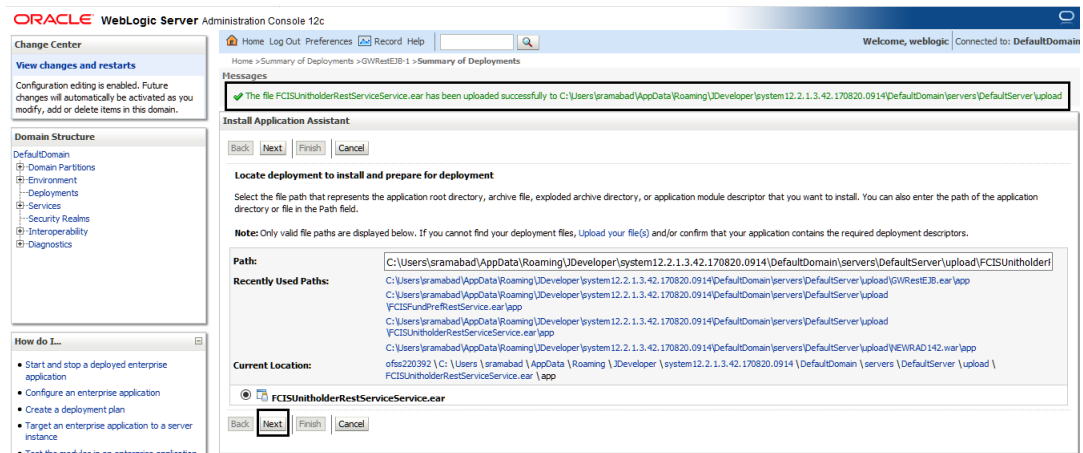 ORACLE WebLogic Server Administration Console 12c
Change Center
View changes and restarts
Configuration editing is enabled. Future
changes will automatically be activated as you
modify, add or delete items in this domain.
Domain Structure
DefaultDomain
Domain Partitions
Environment
Deployments
Services
Security Realms
Interoperability
Diagnostics
How do I...
Start and stop a deployed enterprise
application
Configure an enterprise application
Create a deployment plan
Target an enterprise application to a server
instance
Test the modules in an enterprise application
Home Log Out Preferences Record Help
Welcome, weblogic Connected to: DefaultDomain
Home >Summary of Deployments >GWRestEJB-1 >Summary of Deployments
Messages
The file FCISUnitholderRestServiceService.ear has been uploaded successfully to C:\Users\sramabad\AppData\Roaming\JDeveloper\system12.2.1.3.42.170820.0914\DefaultDomain\servers\DefaultServer\upload
Install Application Assistant
Back Next Finish Cancel
Locate deployment to install and prepare for deployment
Select the file path that represents the application root directory, archive file, exploded archive directory, or application module descriptor that you want to install. You can also enter the path of the application
directory or file in the Path field.
Note: Only valid file paths are displayed below. If you cannot find your deployment files, Upload your file(s) and/or confirm that your application contains the required deployment descriptors.
Path: C:\Users\sramabad\AppData\Roaming\JDeveloper\system12.2.1.3.42.170820.0914\DefaultDomain\servers\DefaultServer\upload\FCISUnitholder
Recently Used Paths: C:\Users\sramabad\AppData\Roaming\JDeveloper\system12.2.1.3.42.170820.0914\DefaultDomain\servers\DefaultServer\upload\GWRestEJB.ear\app
C:\Users\sramabad\AppData\Roaming\JDeveloper\system12.2.1.3.42.170820.0914\DefaultDomain\servers\DefaultServer\upload
\FCISFundPrefRestService.ear\app
C:\Users\sramabad\AppData\Roaming\JDeveloper\system12.2.1.3.42.170820.0914\DefaultDomain\servers\DefaultServer\upload
\FCISUnitholderRestServiceService.ear\app
C:\Users\sramabad\AppData\Roaming\JDeveloper\system12.2.1.3.42.170820.0914\DefaultDomain\servers\DefaultServer\upload\NEWRAD142.war\app
Current Location: ofss220392 \ C: \ Users \ sramabad \ AppData \ Roaming \ JDeveloper \ system12.2.1.3.42.170820.0914 \ DefaultDomain \ servers \ DefaultServer \ upload \
FCISUnitholderRestServiceService.ear \ app
FCISUnitholderRestServiceService.ear
Back Next Finish Cancel